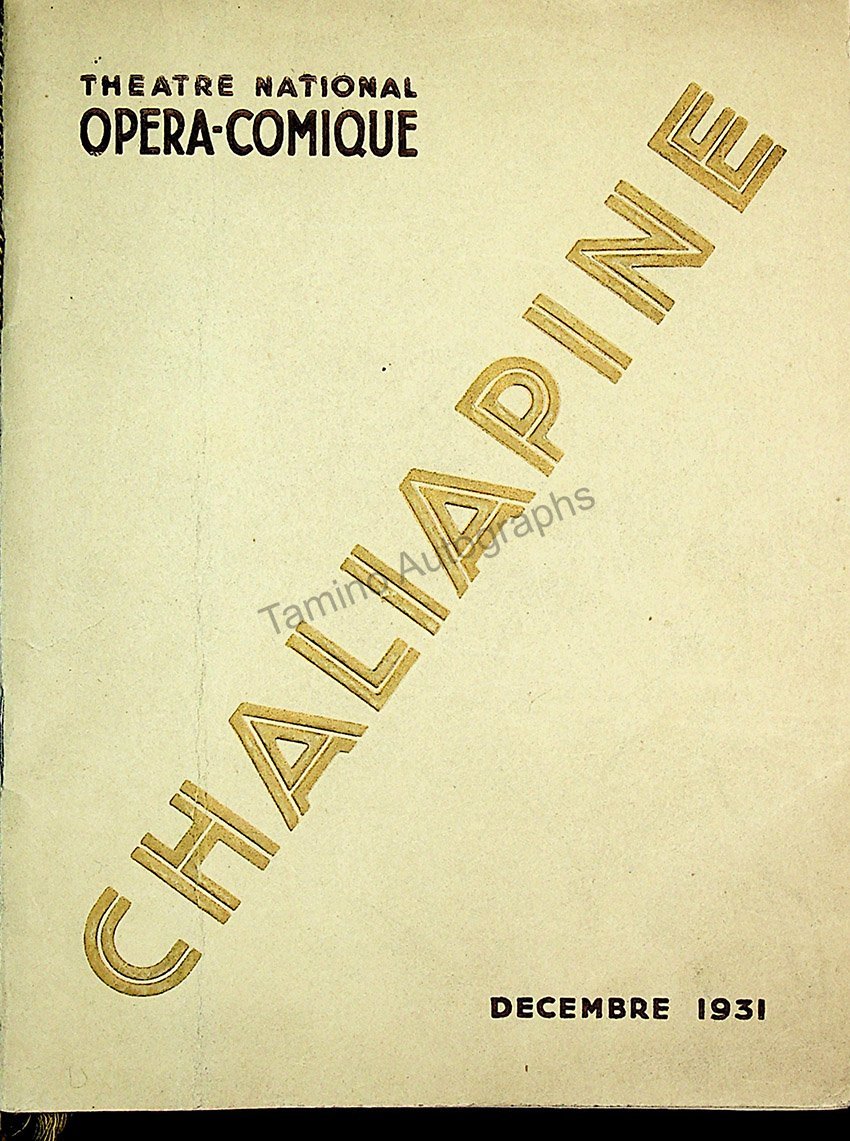 THEATRE NATIONAL
OPERA-COMIQUE
CHALIAPINE
Tamino Autographs
DECEMBRE 1931